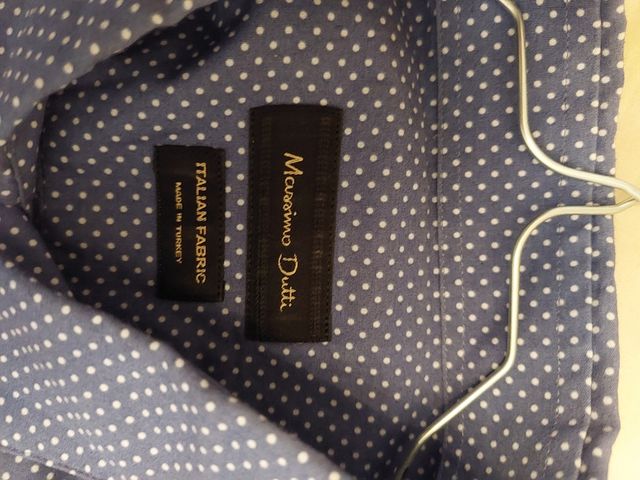 Massimo Dutti
ITALIAN FABRIC
MADE IN TURKEY